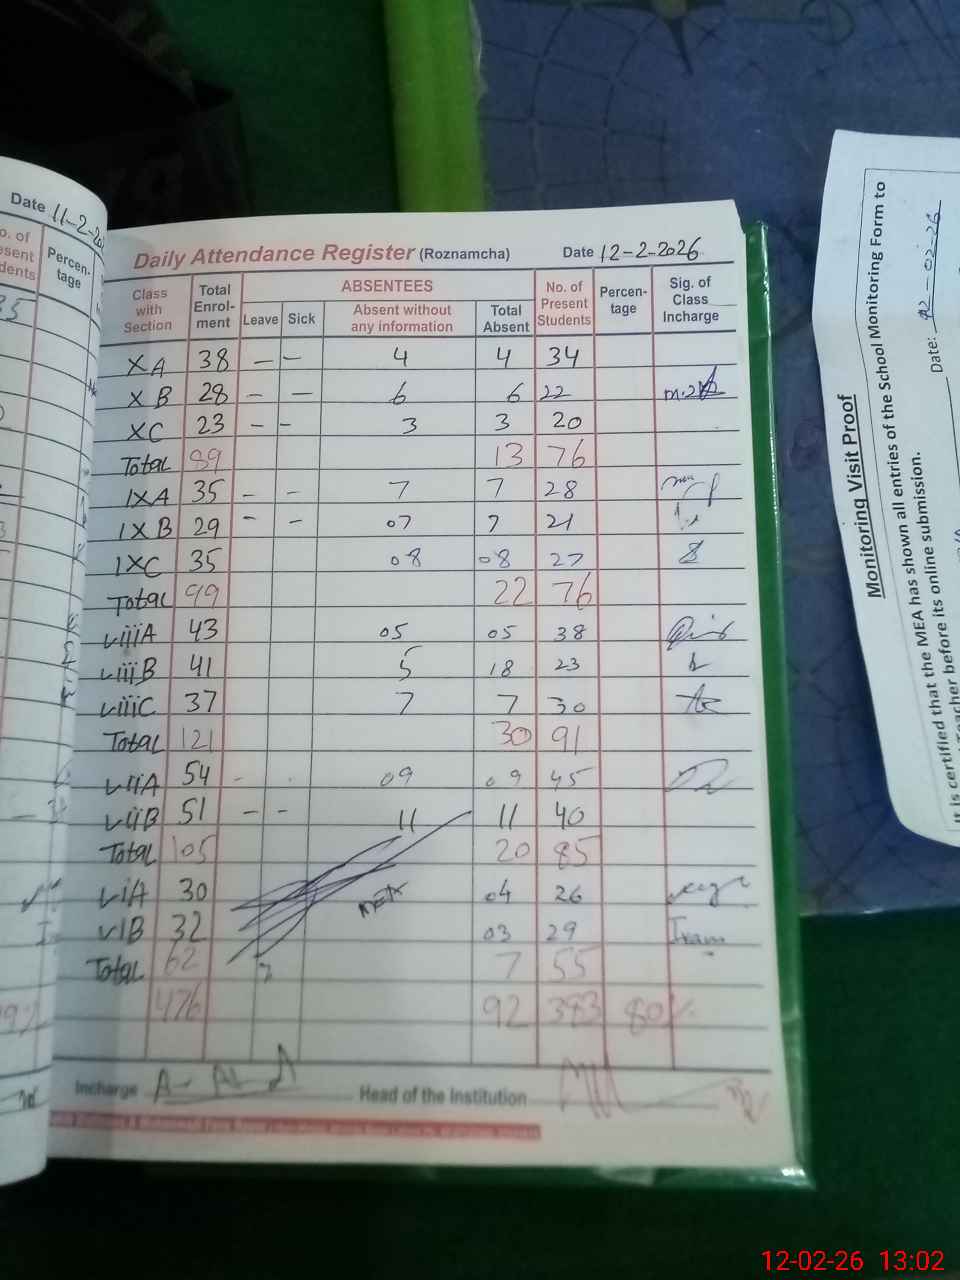 Date 11-2-20
o. of
esent
dents
Percen-
tage
Daily Attendance Register (Roznamcha) Date 12-2-2026
Class with Section Total Enrol-ment ABSENTEES Leave Sick Absent without any information Total Absent No. of Present Students Percen-tage Sig. of Class Incharge
XA 38 - - 4 4 34
XB 28 - - 6 6 22
XC 23 - - 3 3 20
Total 89 13 76
IXA 35 - - 7 7 28
IXB 29 - - 07 7 21
IXC 35 08 08 27
Total 99 22 76
viiiA 43 05 05 38
viiiB 41 5 18 23
viiiC 37 7 7 30
Total 121 30 91
viiA 54 - . 09 09 45
viiB 51 - - 11 11 40
Total 105 20 85
viA 30 MEA 04 26
viB 32 03 29 Iram
Total 62 7 55
476 92 383 80%
Incharge Head of the Institution
Monitoring Visit Proof
It is certified that the MEA has shown all entries of the School Monitoring Form to
Teacher before its online submission.
Date: 12-02-26
12-02-26 13:02